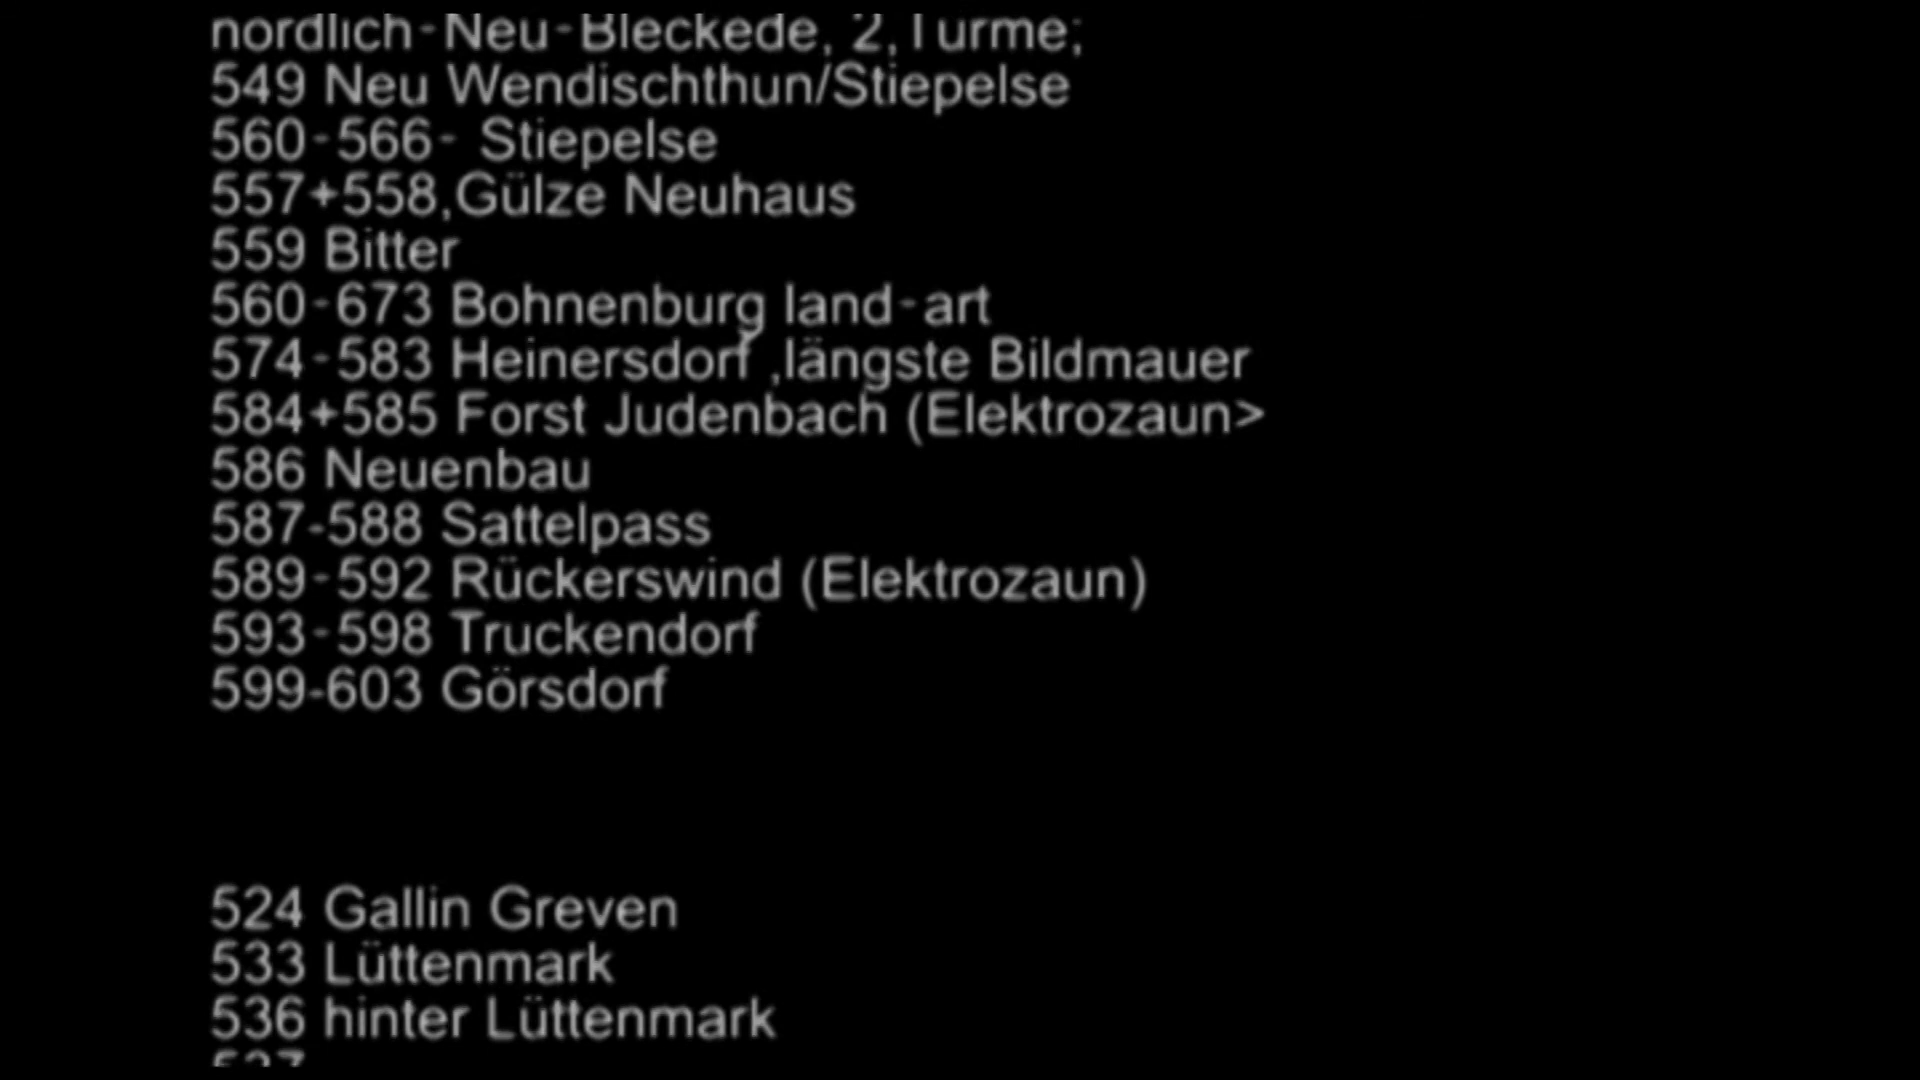 nördlich-Neu-Bleckede, 2,Türme;
549 Neu Wendischthun/Stiepelse
560-566- Stiepelse
557+558,Gülze Neuhaus
559 Bitter
560-673 Bohnenburg land-art
574-583 Heinersdorf ,längste Bildmauer
584+585 Forst Judenbach (Elektrozaun>
586 Neuenbau
587-588 Sattelpass
589-592 Rückerswind (Elektrozaun)
593-598 Truckendorf
599-603 Görsdorf
524 Gallin Greven
533 Lüttenmark
536 hinter Lüttenmark
537